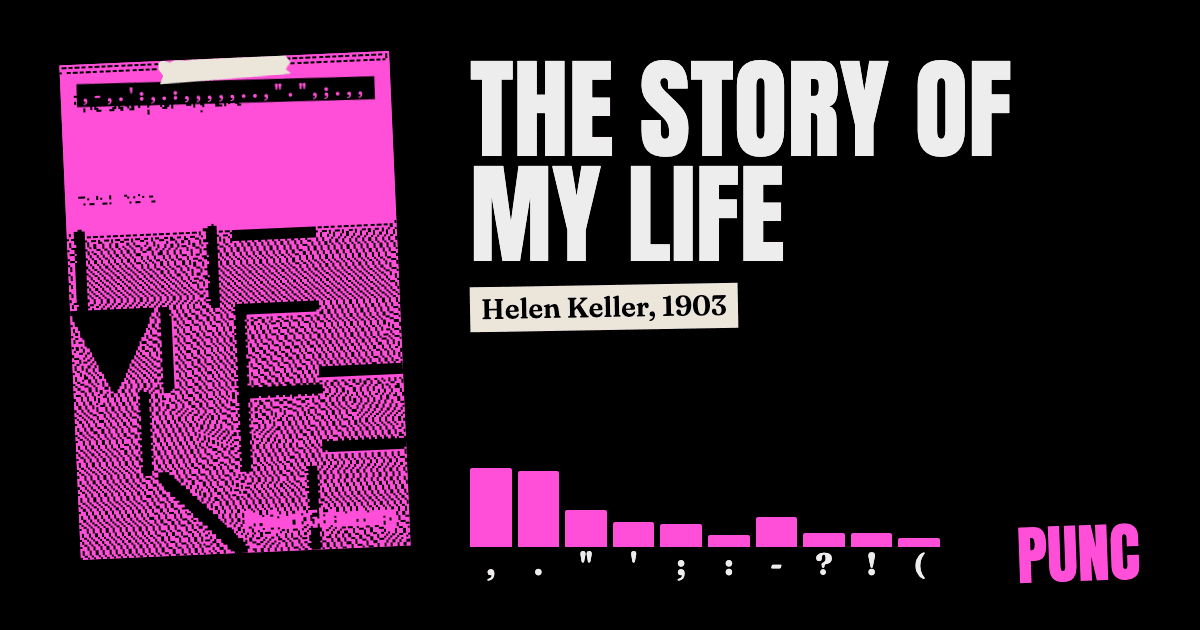 ,-,.':,.:,,,,,..,".",;.,,
THE STORY OF
MY LIFE
Helen Keller, 1903
, . " ' ; : - ? ! (
PUNC